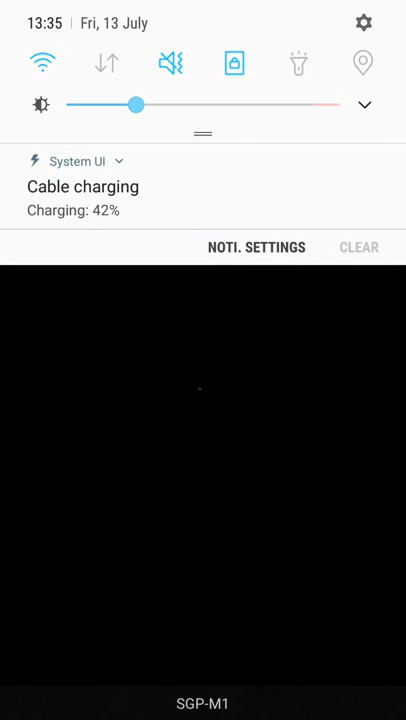 13:35 | Fri, 13 July
System UI
Cable charging
Charging: 42%
NOTI. SETTINGS CLEAR
SGP-M1